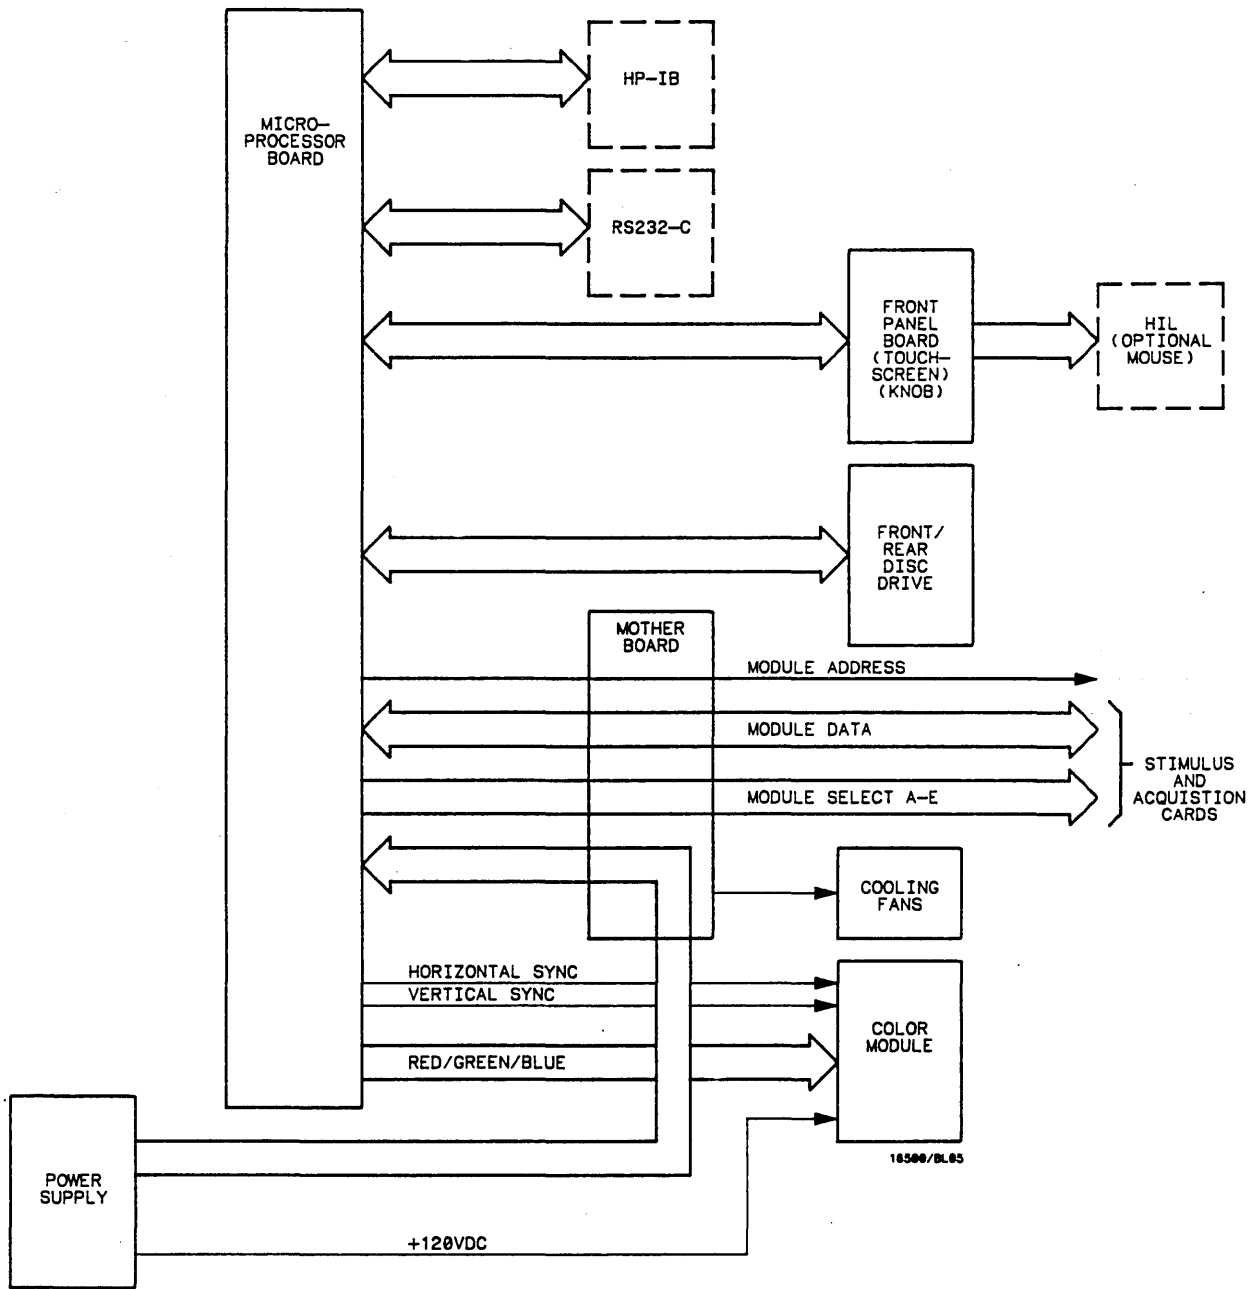 HP-IB
MICRO-
PROCESSOR
BOARD
RS232-C
FRONT
PANEL
BOARD
(TOUCH-
SCREEN)
(KNOB)
HIL
(OPTIONAL
MOUSE)
FRONT/
REAR
DISC
DRIVE
MOTHER
BOARD
MODULE ADDRESS
MODULE DATA
MODULE SELECT A-E
STIMULUS
AND
ACQUISTION
CARDS
COOLING
FANS
HORIZONTAL SYNC
VERTICAL SYNC
RED/GREEN/BLUE
COLOR
MODULE
16500/BL05
POWER
SUPPLY
+120VDC